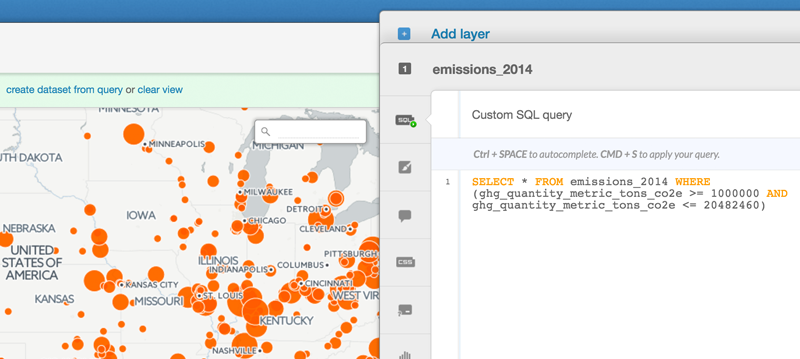 Add layer
1 emissions_2014
create dataset from query or clear view
SQL
Custom SQL query
Ctrl + SPACE to autocomplete. CMD + S to apply your query.
1 SELECT * FROM emissions_2014 WHERE
(ghg_quantity_metric_tons_co2e >= 1000000 AND
ghg_quantity_metric_tons_co2e <= 20482460)
CSS
MINNESOTA
MINNEAPOLIS
MICHIGAN
UTH DAKOTA
MILWAUKEE
DETROIT
IOWA
CHICAGO
CLEVELAND
NEBRASKA
PITTSBURGH
UNITED
STATES OF
AMERICA
ILLINOIS
INDIANAPOLIS
COLUMBUS
KANSAS CITY
CINCINNATI
KANSAS
MISSOURI
ST. LOUIS
WEST VIR
KENTUCKY
NASHVILLE